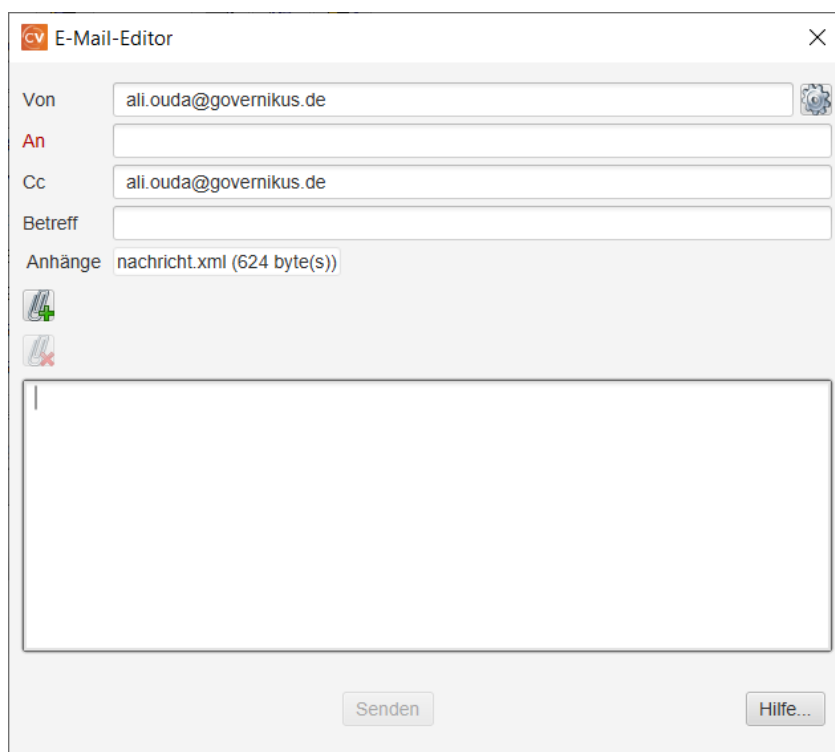 CV E-Mail-Editor
Von ali.ouda@governikus.de
An
Cc ali.ouda@governikus.de
Betreff
Anhänge nachricht.xml (624 byte(s))
Senden Hilfe...